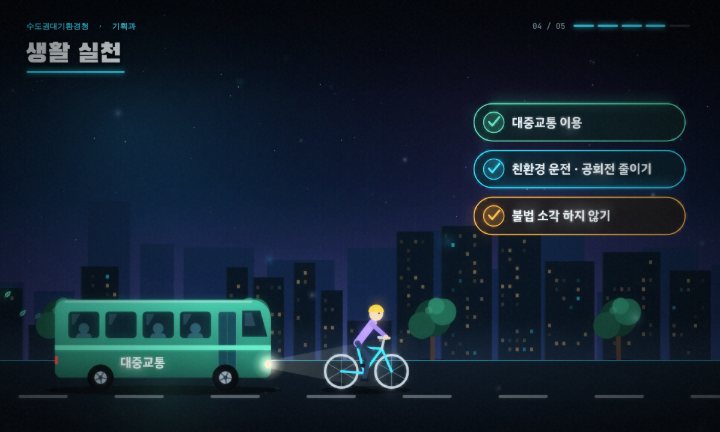 수도권대기환경청 · 기획과
04 / 05
생활 실천
대중교통 이용
친환경 운전 · 공회전 줄이기
불법 소각 하지 않기
대중교통